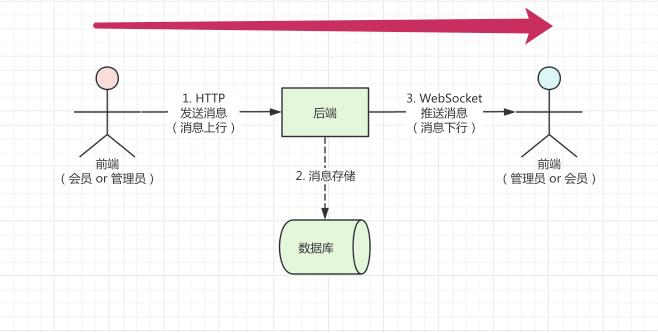 1. HTTP
发送消息
（消息上行）
后端
3. WebSocket
推送消息
（消息下行）
前端
（会员 or 管理员）
2. 消息存储
前端
（管理员 or 会员）
数据库